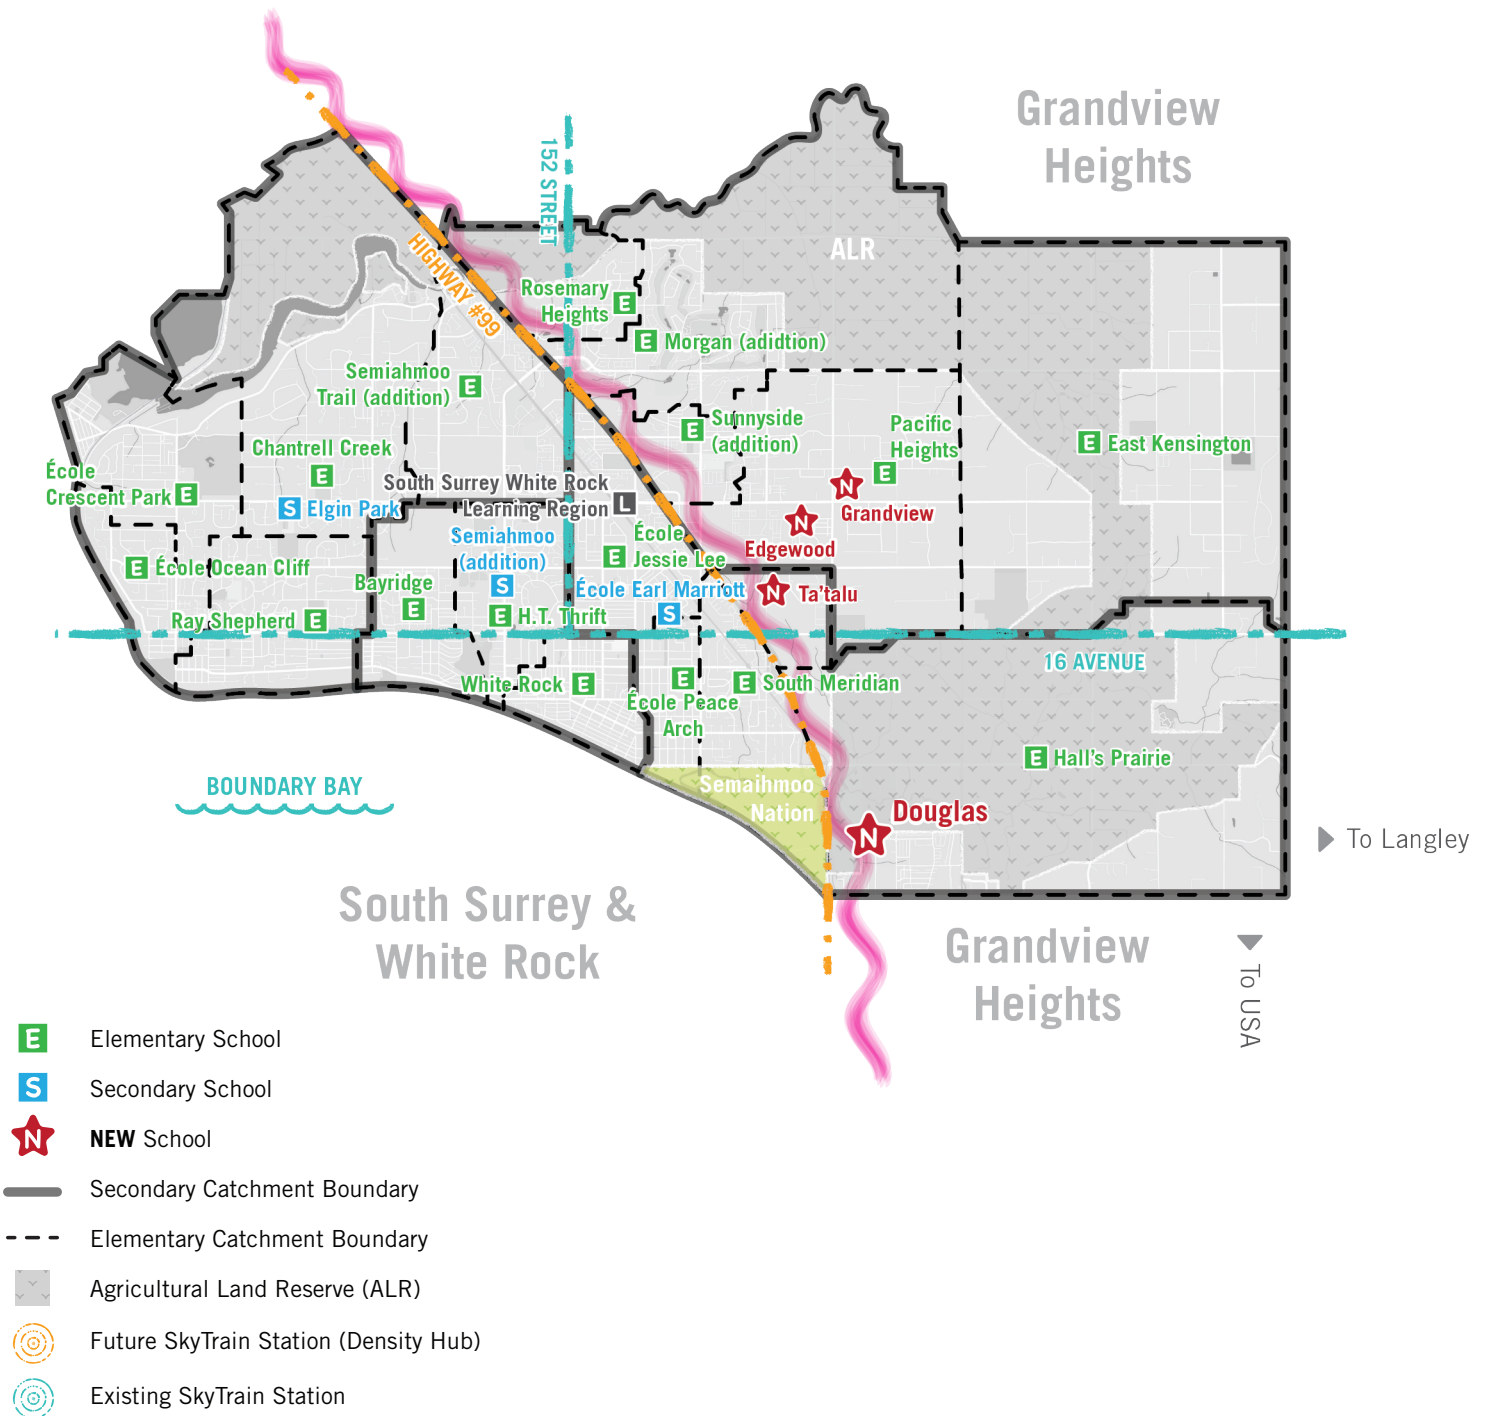 Grandview
Heights
152 STREET
ALR
HIGHWAY #99
Rosemary
Heights
E
E
Morgan (adidtion)
Semiahmoo
Trail (addition)
E
Sunnyside
(addition)
E
Pacific
Heights
E
E
East Kensington
Chantrell Creek
E
École
Crescent Park
E
South Surrey White Rock
Learning Region
L
N
Grandview
S
Elgin Park
N
Edgewood
Semiahmoo
(addition)
S
École
Jessie Lee
E
E
École Ocean Cliff
Bayridge
E
École Earl Marriott
S
N
Ta'talu
Ray Shepherd
E
E
H.T. Thrift
16 AVENUE
White Rock
E
E
École Peace
Arch
E
South Meridian
E
Hall's Prairie
BOUNDARY BAY
Semaihmoo
Nation
N
Douglas
To Langley
South Surrey &
White Rock
Grandview
Heights
To USA
E
Elementary School
S
Secondary School
N
NEW School
Secondary Catchment Boundary
Elementary Catchment Boundary
Agricultural Land Reserve (ALR)
Future SkyTrain Station (Density Hub)
Existing SkyTrain Station